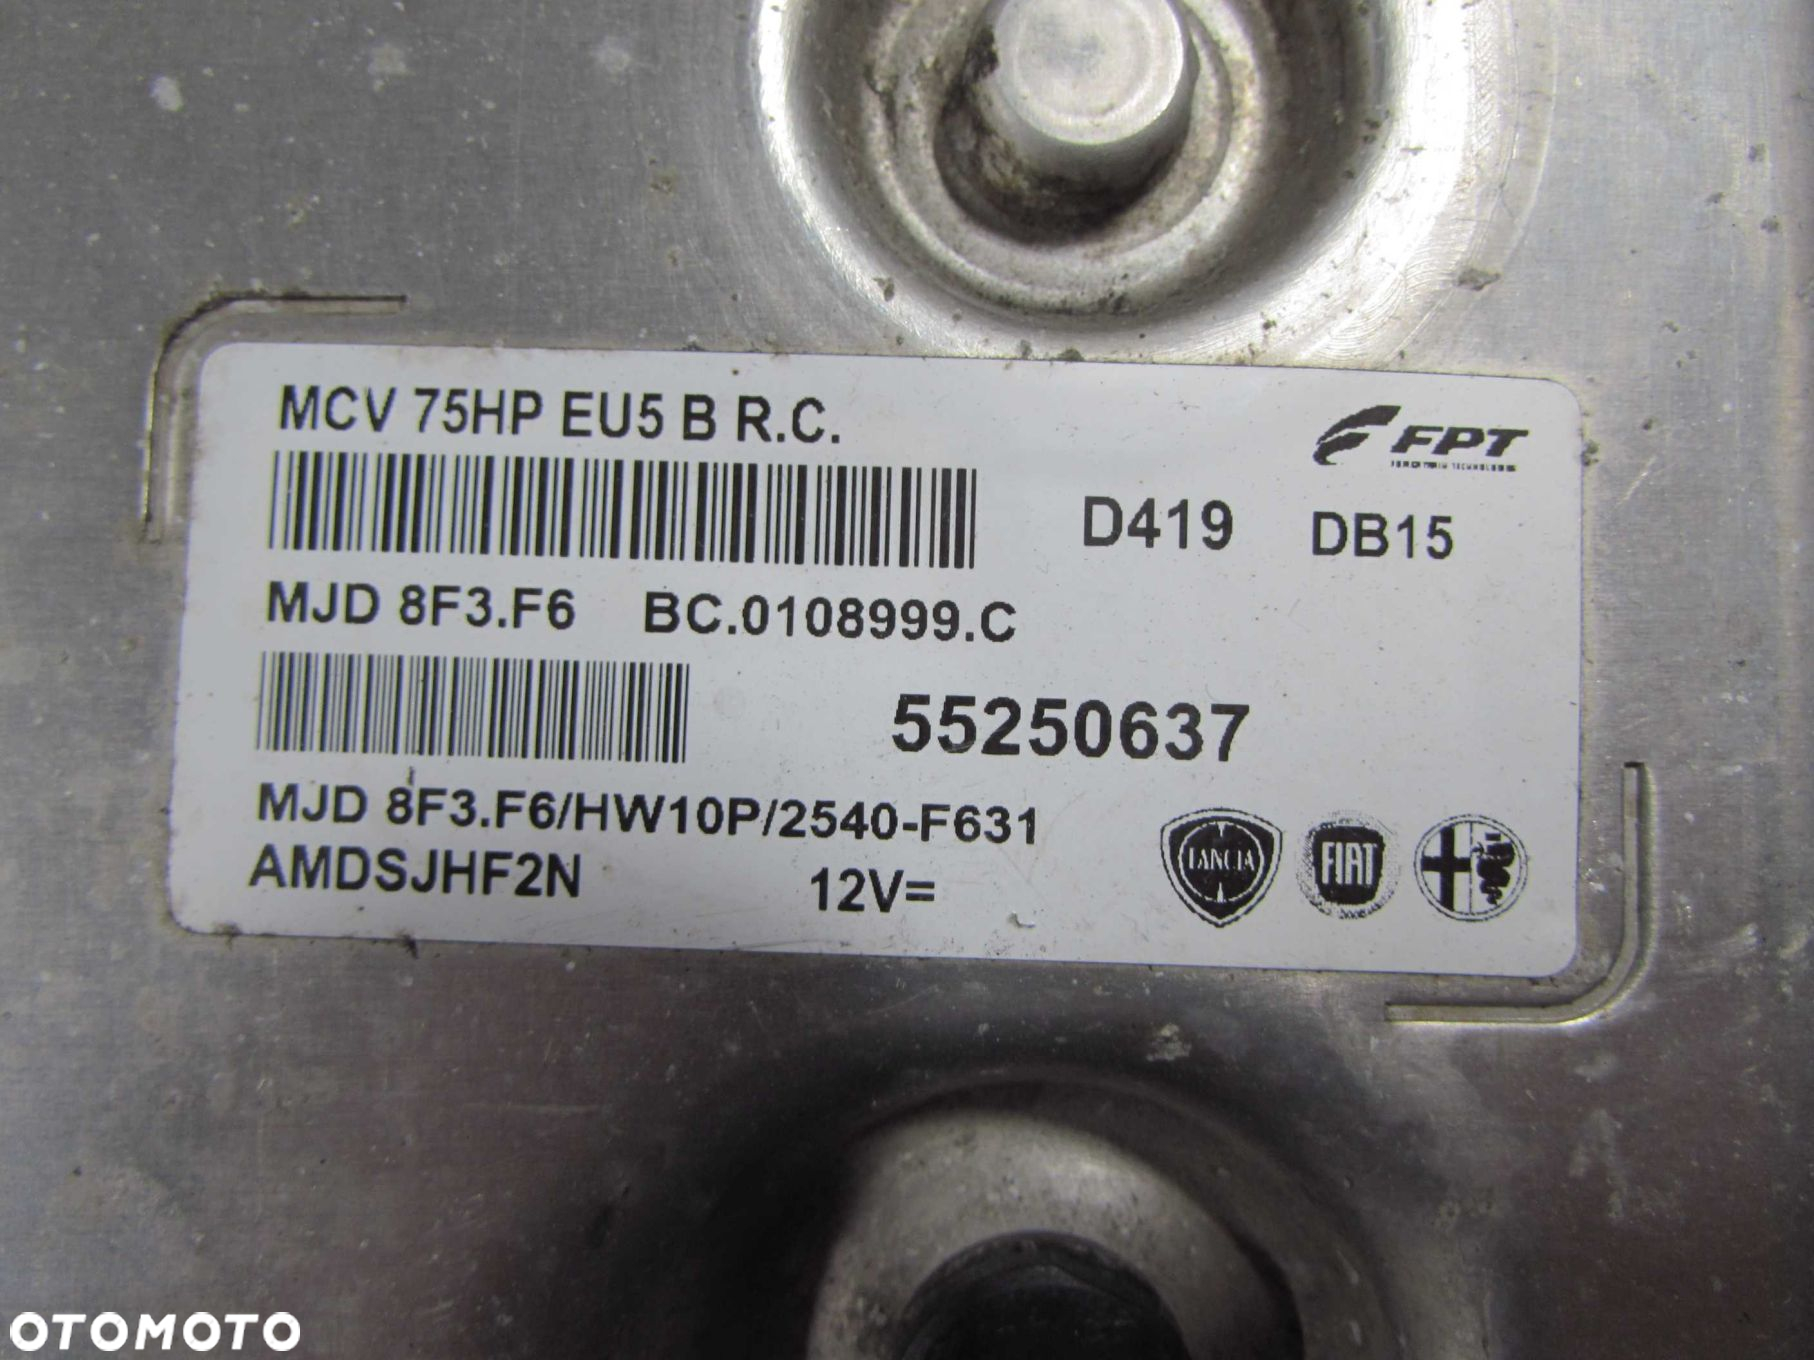 MCV 75HP EU5 B R.C.
FPT
D419 DB15
MJD 8F3.F6 BC.0108999.C
55250637
MJD 8F3.F6/HW10P/2540-F631
AMDSJHF2N 12V=
LANCIA FIAT
OTOMOTO